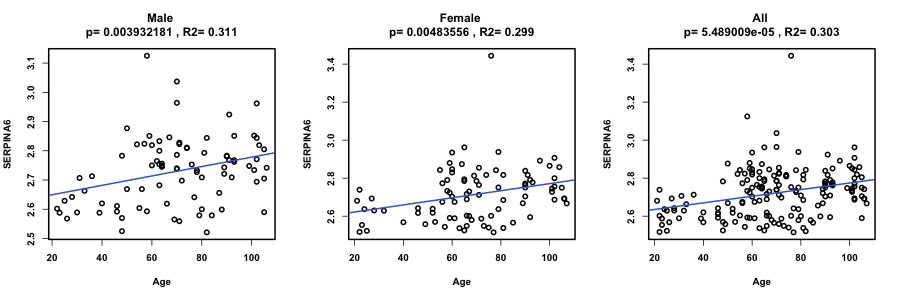 Male
p= 0.003932181 , R2= 0.311
SERPINA6
2.5 2.6 2.7 2.8 2.9 3.0 3.1
20 40 60 80 100
Age
Female
p= 0.00483556 , R2= 0.299
SERPINA6
2.6 2.8 3.0 3.2 3.4
20 40 60 80 100
Age
All
p= 5.489009e-05 , R2= 0.303
SERPINA6
2.6 2.8 3.0 3.2 3.4
20 40 60 80 100
Age